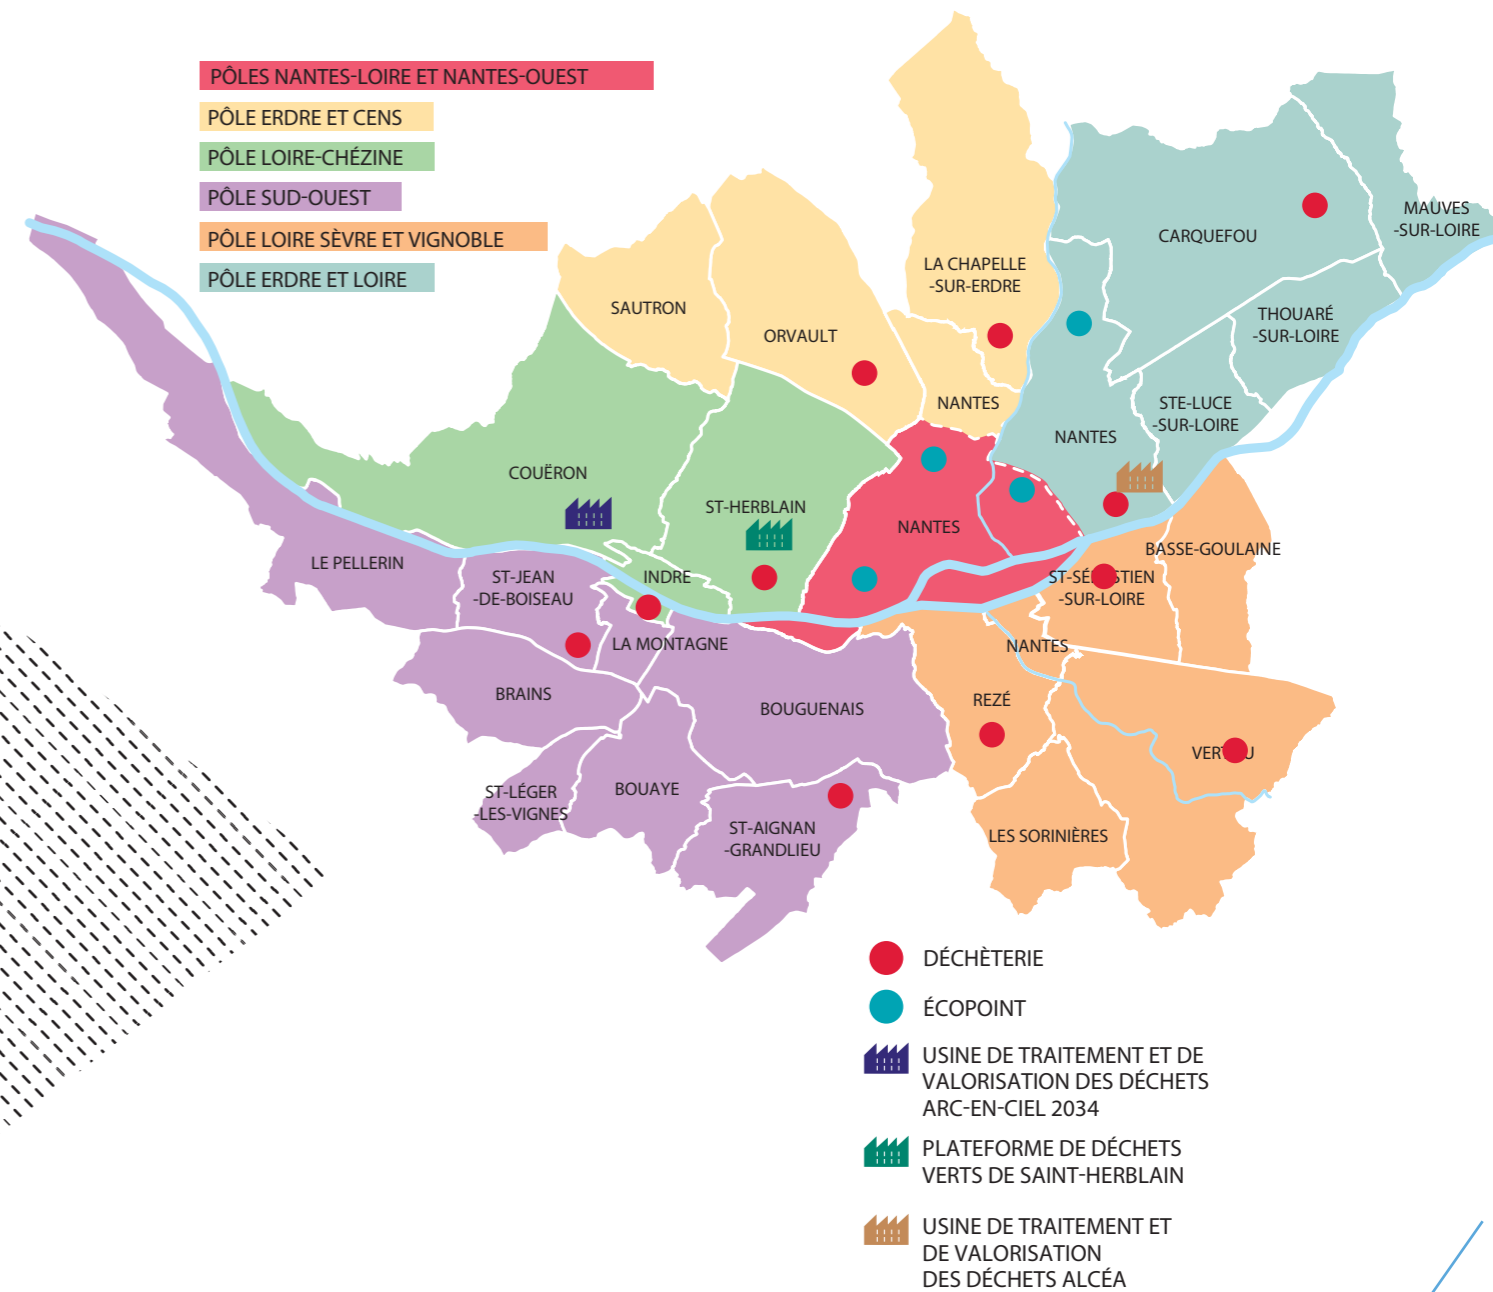 PÔLES NANTES-LOIRE ET NANTES-OUEST
PÔLE ERDRE ET CENS
PÔLE LOIRE-CHÉZINE
PÔLE SUD-OUEST
PÔLE LOIRE SÈVRE ET VIGNOBLE
PÔLE ERDRE ET LOIRE
MAUVES
-SUR-LOIRE
CARQUEFOU
LA CHAPELLE
-SUR-ERDRE
SAUTRON
ORVAULT
THOUARÉ
-SUR-LOIRE
NANTES
STE-LUCE
-SUR-LOIRE
NANTES
COUËRON
ST-HERBLAIN
NANTES
BASSE-GOULAINE
LE PELLERIN
ST-JEAN
-DE-BOISEAU
INDRE
ST-SÉBASTIEN
-SUR-LOIRE
LA MONTAGNE
NANTES
BRAINS
BOUGUENAIS
REZÉ
VERTOU
ST-LÉGER
-LES-VIGNES
BOUAYE
ST-AIGNAN
-GRANDLIEU
LES SORINIÈRES
DÉCHÈTERIE
ÉCOPOINT
USINE DE TRAITEMENT ET DE
VALORISATION DES DÉCHETS
ARC-EN-CIEL 2034
PLATEFORME DE DÉCHETS
VERTS DE SAINT-HERBLAIN
USINE DE TRAITEMENT ET
DE VALORISATION
DES DÉCHETS ALCÉA